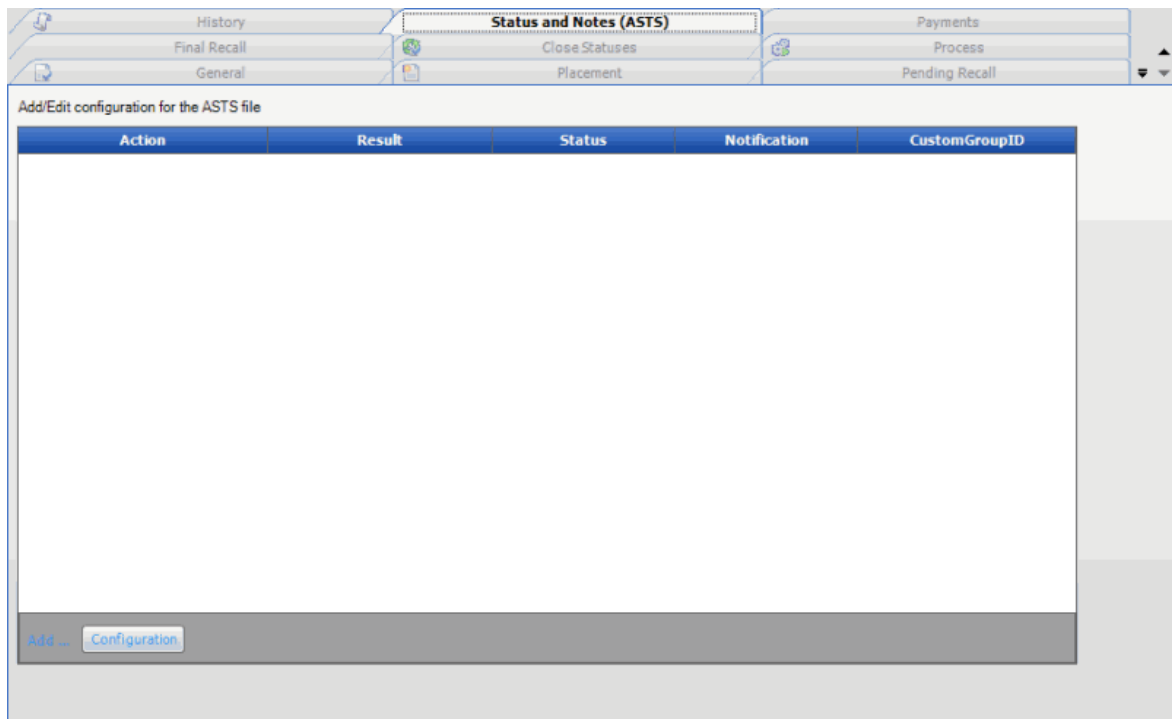 History Status and Notes (ASTS) Payments
Final Recall Close Statuses Process
General Placement Pending Recall
Add/Edit configuration for the ASTS file
Action Result Status Notification CustomGroupID
Add ... Configuration